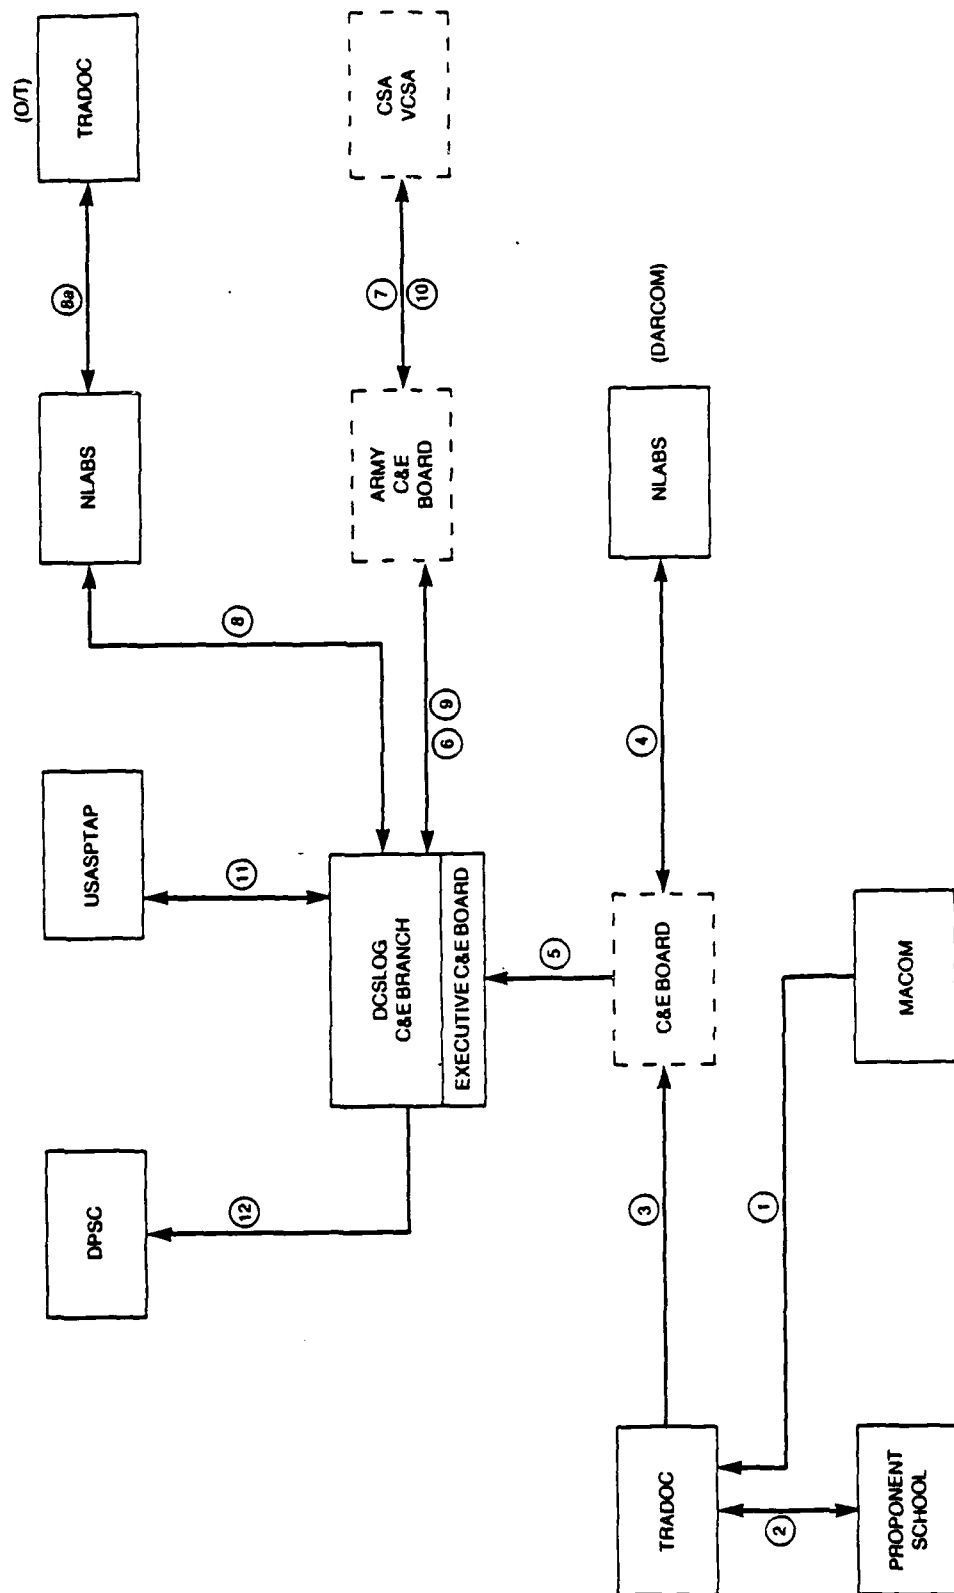 DPSC
USASPTAP
NLABS
(O/T)
TRADOC
12
11
8
8a
DCSLOG
C&E BRANCH
EXECUTIVE C&E BOARD
6
9
ARMY
C&E
BOARD
7
10
CSA
VCSA
5
TRADOC
3
C&E BOARD
4
NLABS
(DARCOM)
2
1
PROPONENT
SCHOOL
MACOM